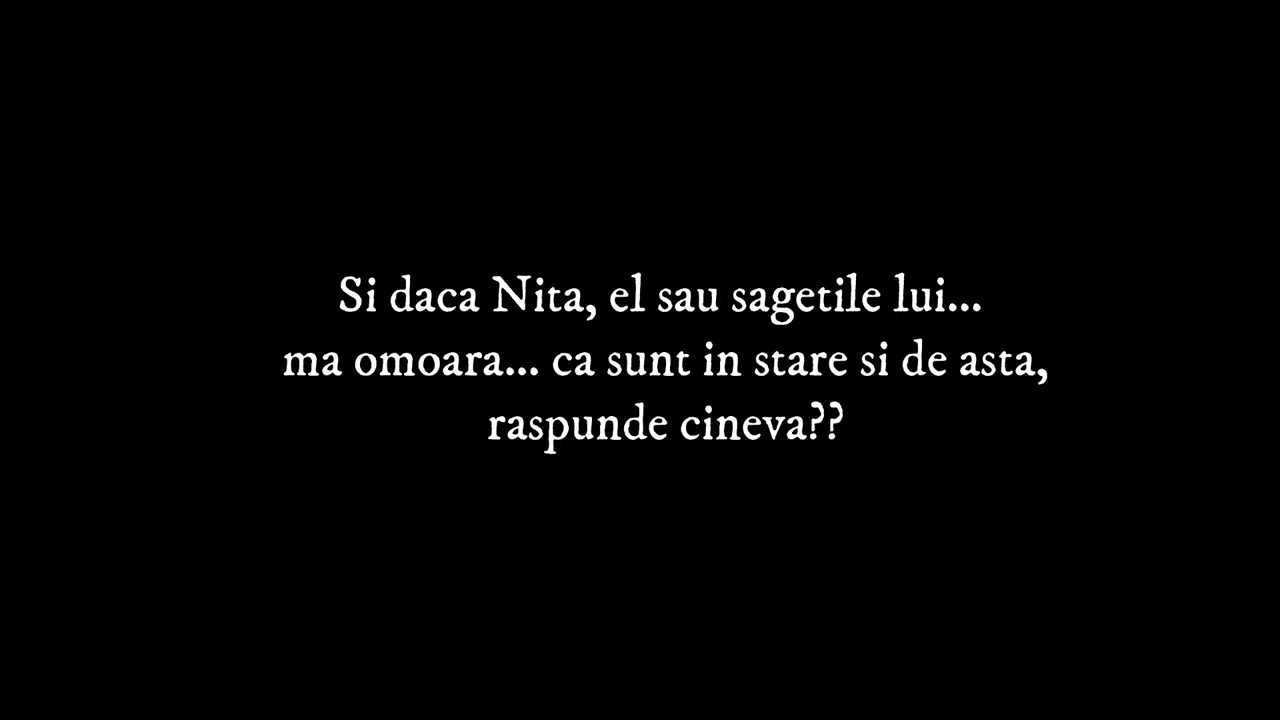 Si daca Nita, el sau sagetile lui...
ma omoara... ca sunt in stare si de asta,
raspunde cineva??